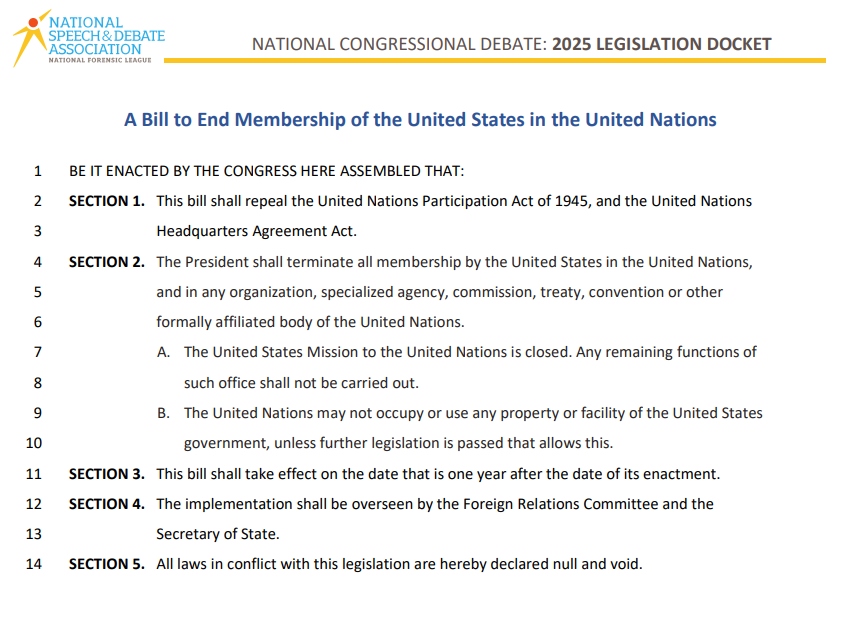 NATIONAL
SPEECH & DEBATE
ASSOCIATION
NATIONAL FORENSIC LEAGUE
NATIONAL CONGRESSIONAL DEBATE: 2025 LEGISLATION DOCKET
A Bill to End Membership of the United States in the United Nations
1 BE IT ENACTED BY THE CONGRESS HERE ASSEMBLED THAT:
2 SECTION 1. This bill shall repeal the United Nations Participation Act of 1945, and the United Nations
3 Headquarters Agreement Act.
4 SECTION 2. The President shall terminate all membership by the United States in the United Nations,
5 and in any organization, specialized agency, commission, treaty, convention or other
6 formally affiliated body of the United Nations.
7 A. The United States Mission to the United Nations is closed. Any remaining functions of
8 such office shall not be carried out.
9 B. The United Nations may not occupy or use any property or facility of the United States
10 government, unless further legislation is passed that allows this.
11 SECTION 3. This bill shall take effect on the date that is one year after the date of its enactment.
12 SECTION 4. The implementation shall be overseen by the Foreign Relations Committee and the
13 Secretary of State.
14 SECTION 5. All laws in conflict with this legislation are hereby declared null and void.